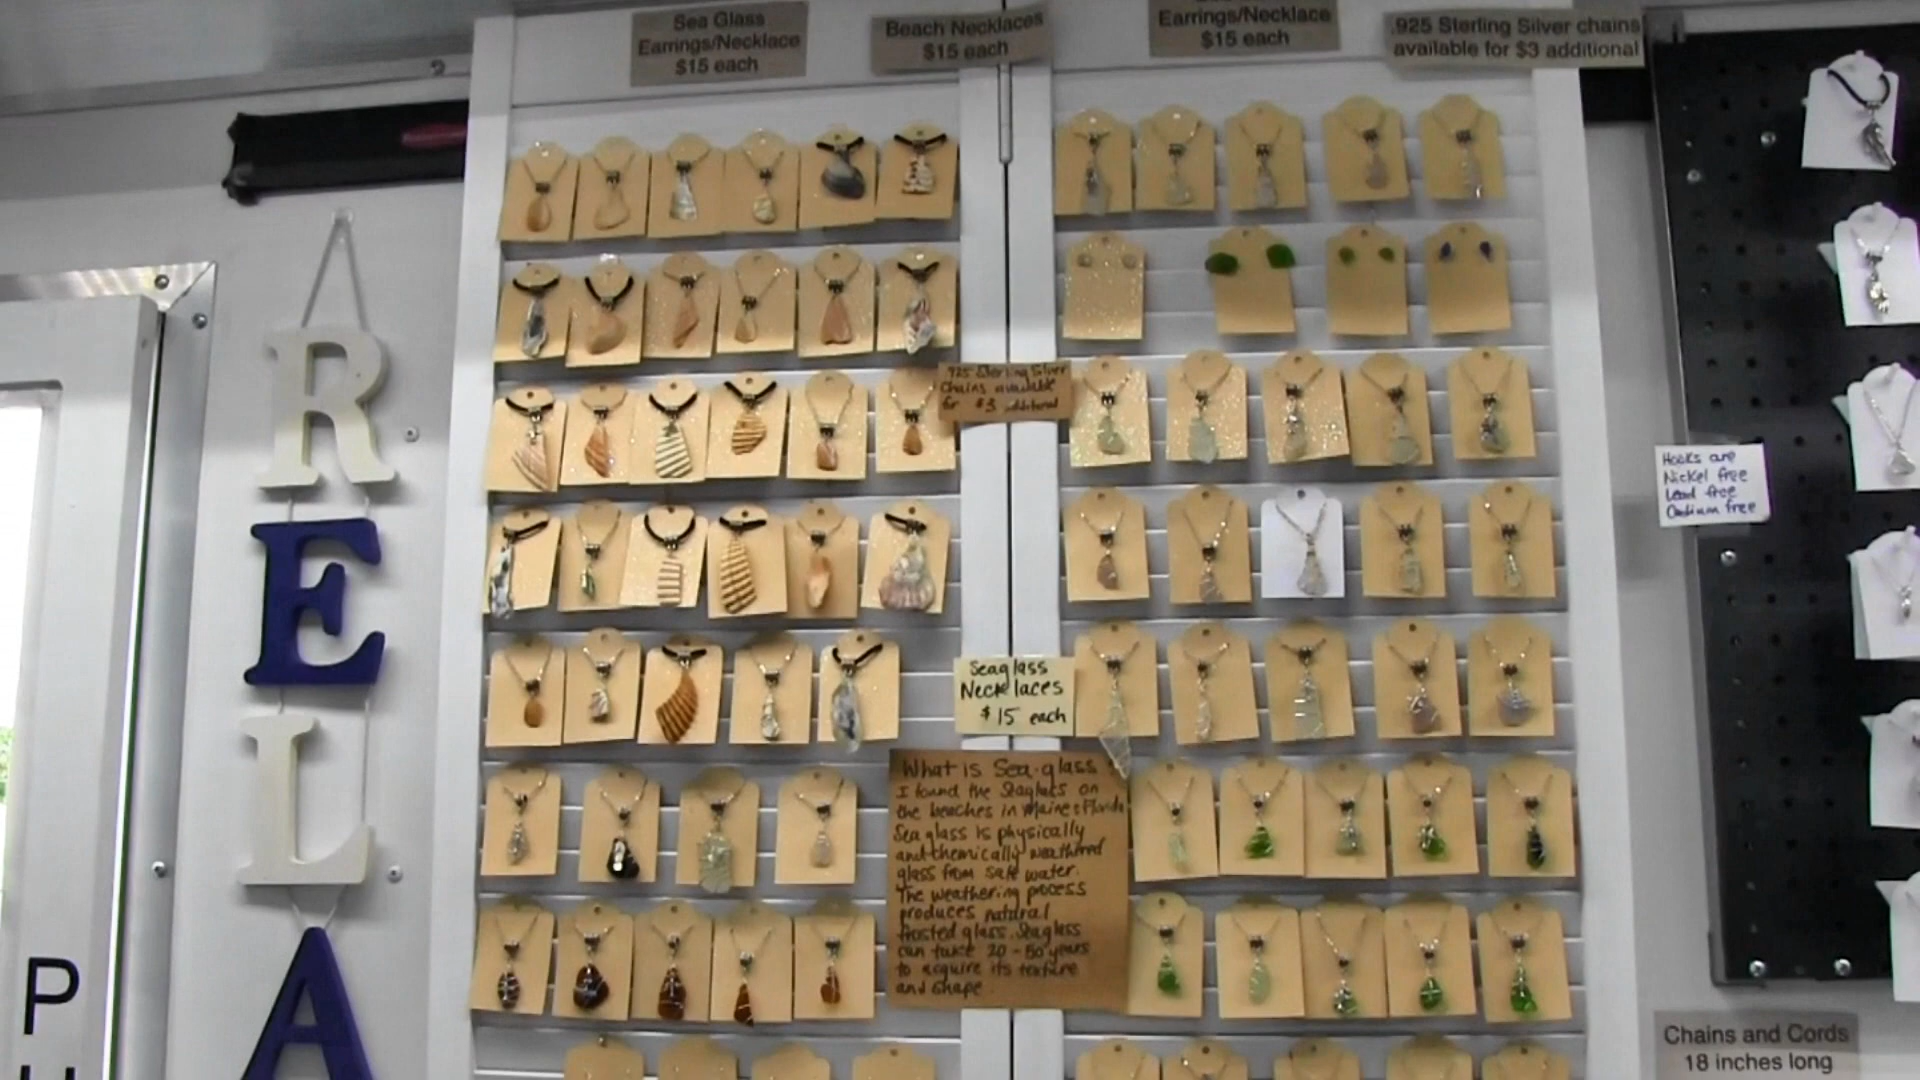 Sea Glass
Earrings/Necklace
$15 each
Beach Necklaces
$15 each
Earrings/Necklace
$15 each
.925 Sterling Silver chains
available for $3 additional
.925 Sterling Silver
Chains available
for $3 additional
Hooks are
Nickel free
Lead free
Cadium free
Seaglass
Necklaces
$15 each
What is Sea-glass
I found the Seaglass on
the beaches in Maine & Florida
Sea glass is physically
and chemically weathered
glass from salt water.
The weathering process
produces natural
frosted glass. Seaglass
can take 20-50 years
to acquire its texture
and shape.
R
E
L
A
P
Chains and Cords
18 inches long